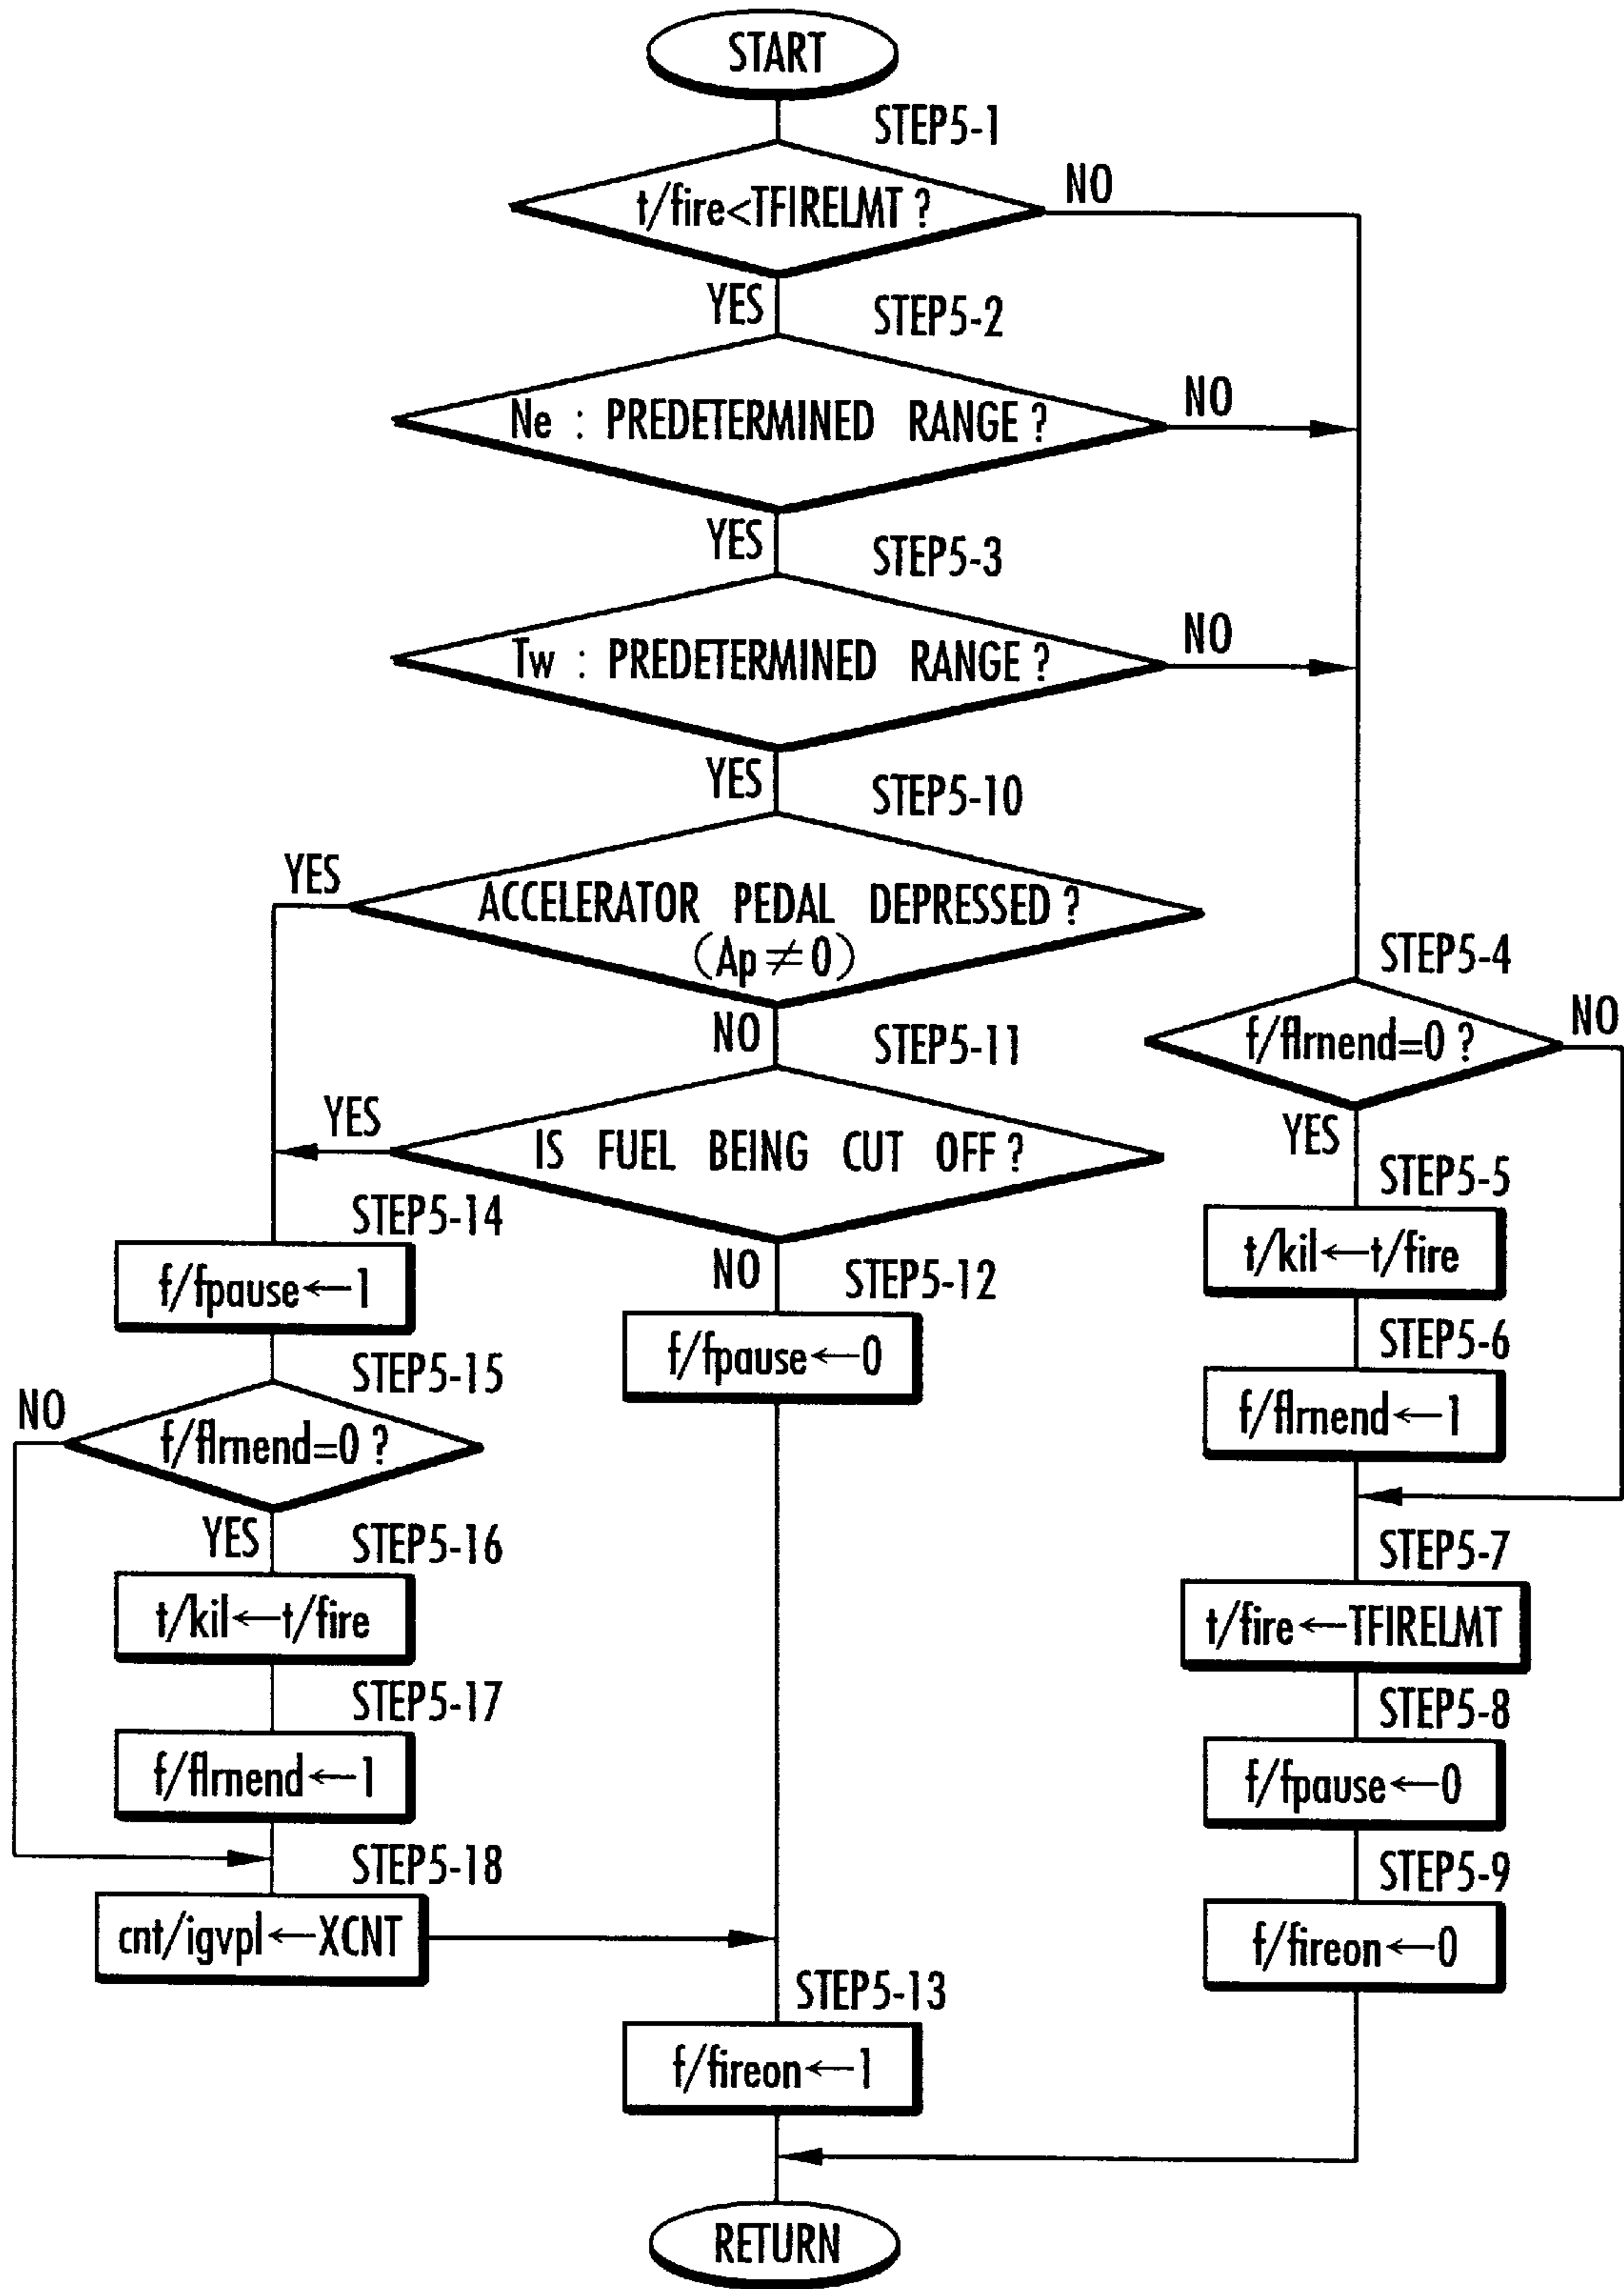 START
STEP5-1
t/fire<TFIRELMT ?
NO
YES
STEP5-2
Ne : PREDETERMINED RANGE ?
NO
YES
STEP5-3
Tw : PREDETERMINED RANGE ?
NO
YES
STEP5-10
YES
ACCELERATOR PEDAL DEPRESSED ?
(Ap≠0)
NO
STEP5-11
YES
IS FUEL BEING CUT OFF ?
NO
STEP5-4
f/flrnend=0 ?
NO
YES
STEP5-5
t/kil←t/fire
STEP5-6
f/flrnend←1
STEP5-7
t/fire←TFIRELMT
STEP5-8
f/fpause←0
STEP5-9
f/fireon←0
STEP5-14
f/fpause←1
STEP5-12
f/fpause←0
STEP5-15
NO
f/flrnend=0 ?
YES
STEP5-16
t/kil←t/fire
STEP5-17
f/flrnend←1
STEP5-18
cnt/igvpl←XCNT
STEP5-13
f/fireon←1
RETURN